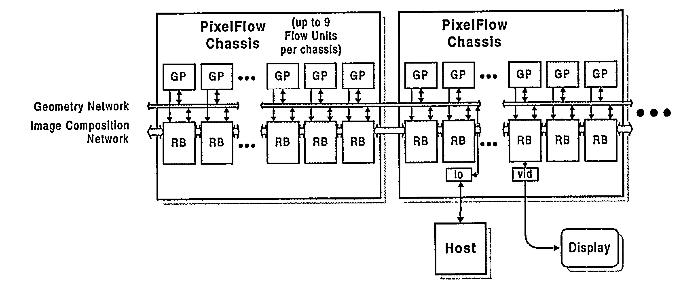 PixelFlow
Chassis
(up to 9
Flow Units
per chassis)
PixelFlow
Chassis
GP GP ••• GP GP GP
GP GP ••• GP GP GP
Geometry Network
Image Composition
Network
RB RB ••• RB RB RB
RB RB ••• RB RB RB
•••
io
vid
Host
Display